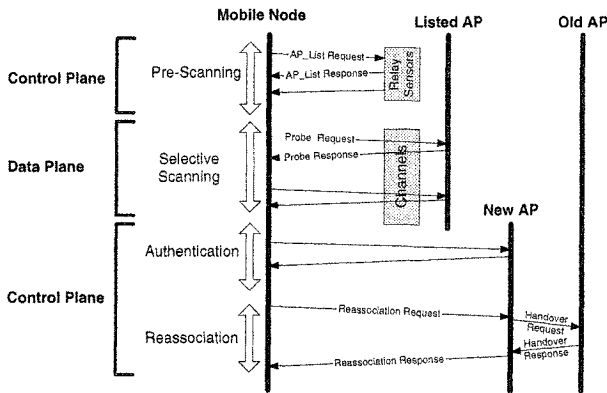 Mobile Node
Listed AP
Old AP
Control Plane
Pre-Scanning
AP_List Request
AP_List Response
Relay
Sensors
Data Plane
Selective
Scanning
Probe Request
Probe Response
Channels
New AP
Control Plane
Authentication
Reassociation
Reassociation Request
Handover
Request
Handover
Response
Reassociation Response